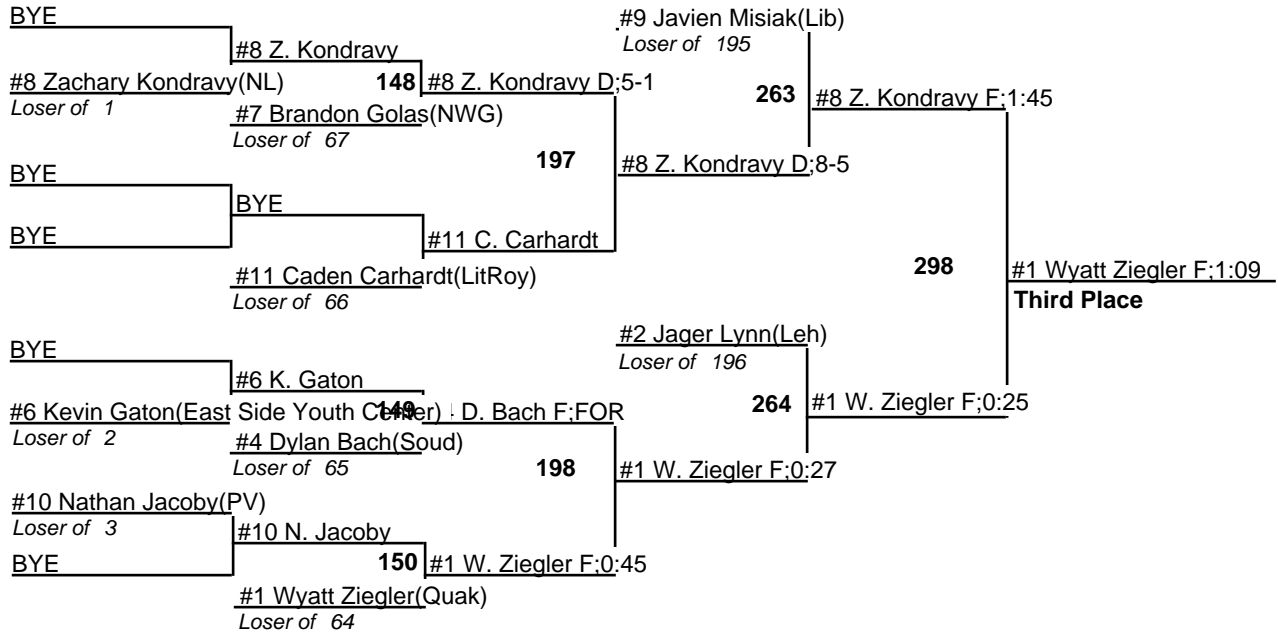 BYE
#9 Javien Misiak(Lib)
Loser of 195
#8 Z. Kondravy
#8 Zachary Kondravy(NL)
148
#8 Z. Kondravy D;5-1
263
#8 Z. Kondravy F;1:45
Loser of 1
#7 Brandon Golas(NWG)
Loser of 67
197
#8 Z. Kondravy D;8-5
BYE
BYE
BYE
#11 C. Carhardt
#11 Caden Carhardt(LitRoy)
Loser of 66
298
#1 Wyatt Ziegler F;1:09
Third Place
#2 Jager Lynn(Leh)
Loser of 196
BYE
#6 K. Gaton
#6 Kevin Gaton(East Side Youth Center)
149
D. Bach F;FOR
264
#1 W. Ziegler F;0:25
Loser of 2
#4 Dylan Bach(Soud)
Loser of 65
198
#1 W. Ziegler F;0:27
#10 Nathan Jacoby(PV)
Loser of 3
#10 N. Jacoby
BYE
150
#1 W. Ziegler F;0:45
#1 Wyatt Ziegler(Quak)
Loser of 64